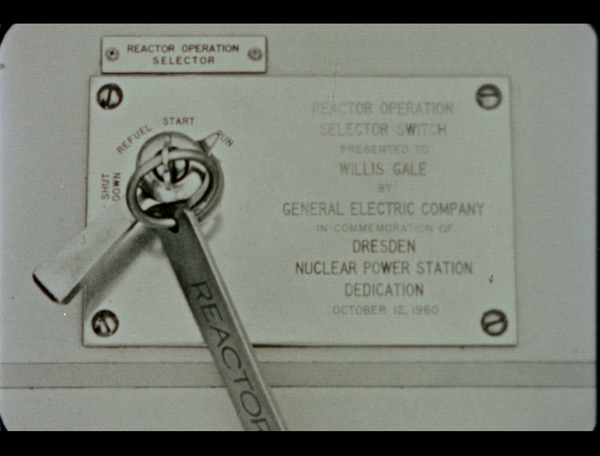 REACTOR OPERATION
SELECTOR
SHUT
DOWN
REFUEL
START
RUN
REACTOR OPERATION
SELECTOR SWITCH
PRESENTED TO
WILLIS GALE
BY
GENERAL ELECTRIC COMPANY
IN COMMEMORATION OF
DRESDEN
NUCLEAR POWER STATION
DEDICATION
OCTOBER 12, 1960
REACTOR